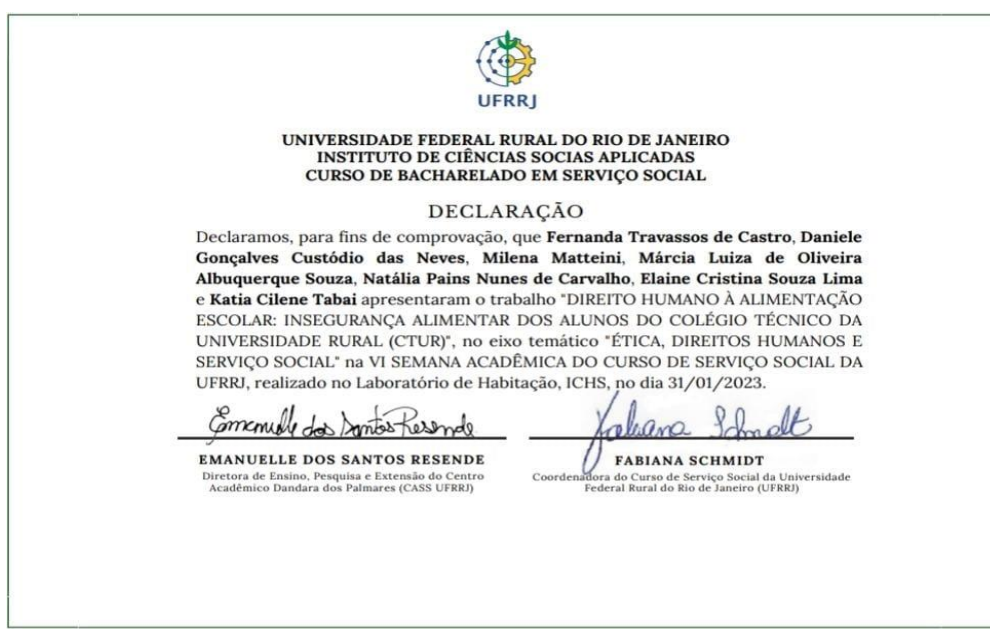 UFRRJ
UNIVERSIDADE FEDERAL RURAL DO RIO DE JANEIRO
INSTITUTO DE CIÊNCIAS SOCIAS APLICADAS
CURSO DE BACHARELADO EM SERVIÇO SOCIAL
DECLARAÇÃO
Declaramos, para fins de comprovação, que Fernanda Travassos de Castro, Daniele
Gonçalves Custódio das Neves, Milena Matteini, Márcia Luiza de Oliveira
Albuquerque Souza, Natália Pains Nunes de Carvalho, Elaine Cristina Souza Lima
e Katia Cilene Tabai apresentaram o trabalho "DIREITO HUMANO À ALIMENTAÇÃO
ESCOLAR: INSEGURANÇA ALIMENTAR DOS ALUNOS DO COLÉGIO TÉCNICO DA
UNIVERSIDADE RURAL (CTUR)", no eixo temático "ÉTICA, DIREITOS HUMANOS E
SERVIÇO SOCIAL" na VI SEMANA ACADÊMICA DO CURSO DE SERVIÇO SOCIAL DA
UFRRJ, realizado no Laboratório de Habitação, ICHS, no dia 31/01/2023.
Emanuelle dos Santos Resende
Fabiana Schmidt
EMANUELLE DOS SANTOS RESENDE
Diretora de Ensino, Pesquisa e Extensão do Centro
Acadêmico Dandara dos Palmares (CASS UFRRJ)
FABIANA SCHMIDT
Coordenadora do Curso de Serviço Social da Universidade
Federal Rural do Rio de Janeiro (UFRRJ)